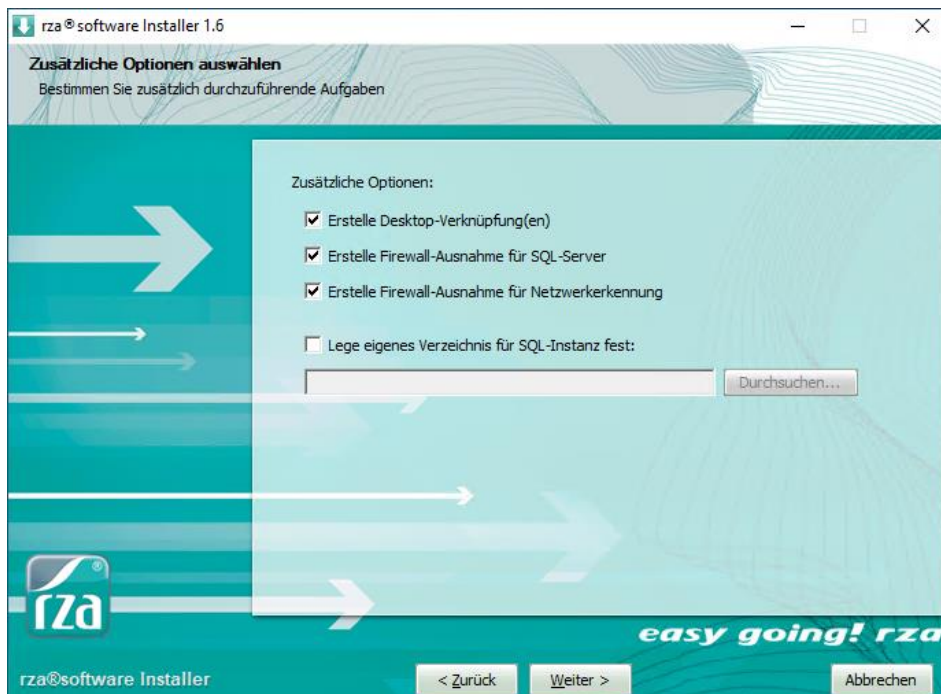 rza®software Installer 1.6
Zusätzliche Optionen auswählen
Bestimmen Sie zusätzlich durchzuführende Aufgaben
Zusätzliche Optionen:
Erstelle Desktop-Verknüpfung(en)
Erstelle Firewall-Ausnahme für SQL-Server
Erstelle Firewall-Ausnahme für Netzwerkerkennung
Lege eigenes Verzeichnis für SQL-Instanz fest:
Durchsuchen...
rza®
easy going! rza
rza®software Installer
< Zurück
Weiter >
Abbrechen